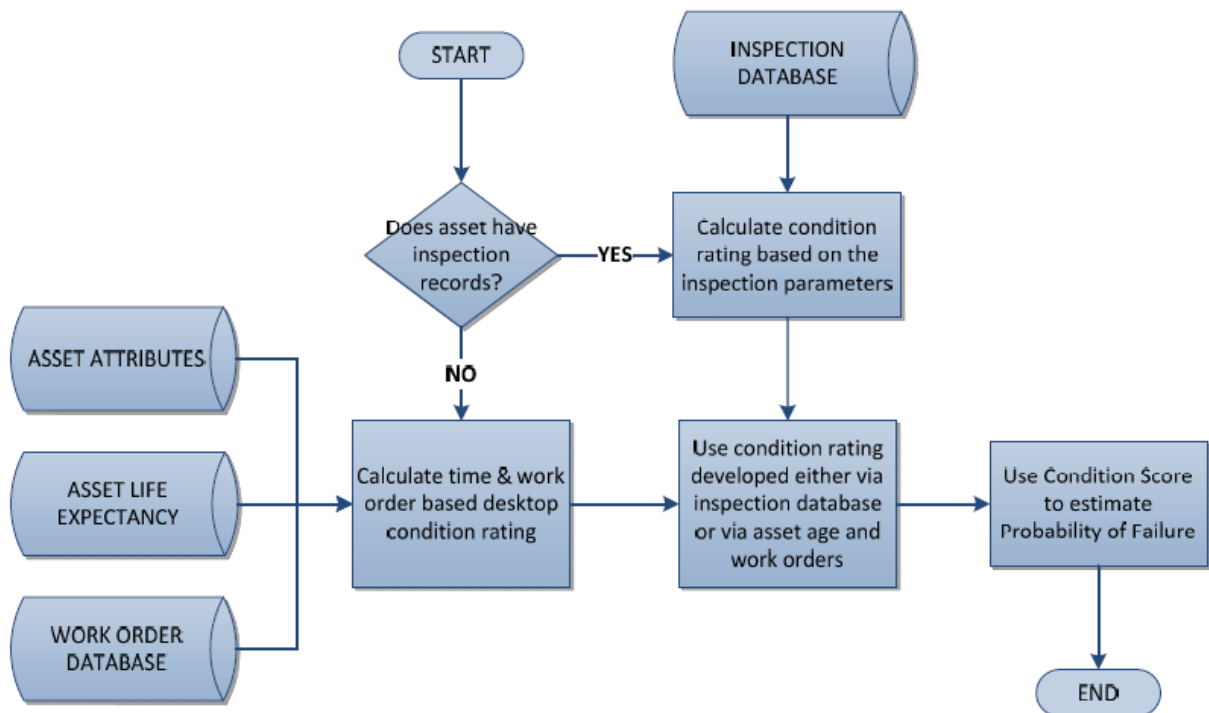 START
INSPECTION
DATABASE
Does asset have
inspection
records?
YES
Calculate condition
rating based on the
inspection parameters
NO
ASSET ATTRIBUTES
ASSET LIFE
EXPECTANCY
WORK ORDER
DATABASE
Calculate time & work
order based desktop
condition rating
Use condition rating
developed either via
inspection database
or via asset age and
work orders
Use Condition Score
to estimate
Probability of Failure
END